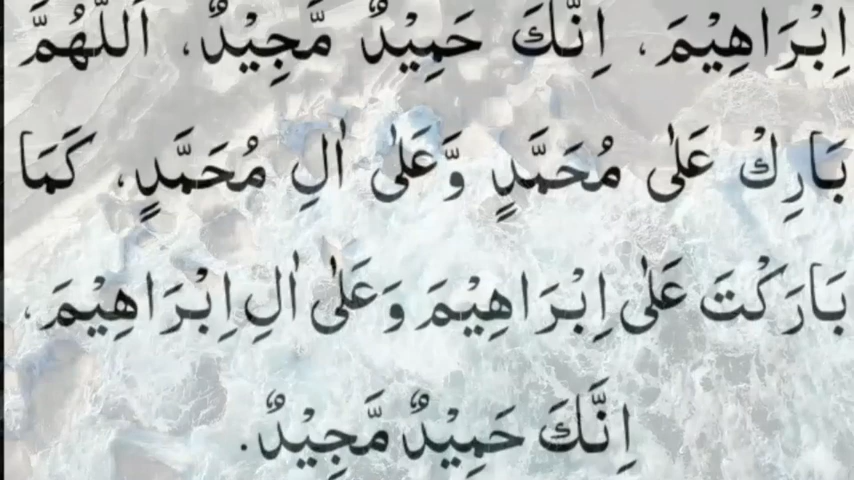 اِبْرَاهِيْمَ، اِنَّكَ حَمِيْدٌ مَّجِيْدٌ، اَللّٰهُمَّ
بَارِكْ عَلٰى مُحَمَّدٍ وَّعَلٰى اٰلِ مُحَمَّدٍ، كَمَا
بَارَكْتَ عَلٰى اِبْرَاهِيْمَ وَعَلٰى اٰلِ اِبْرَاهِيْمَ،
اِنَّكَ حَمِيْدٌ مَّجِيْدٌ.